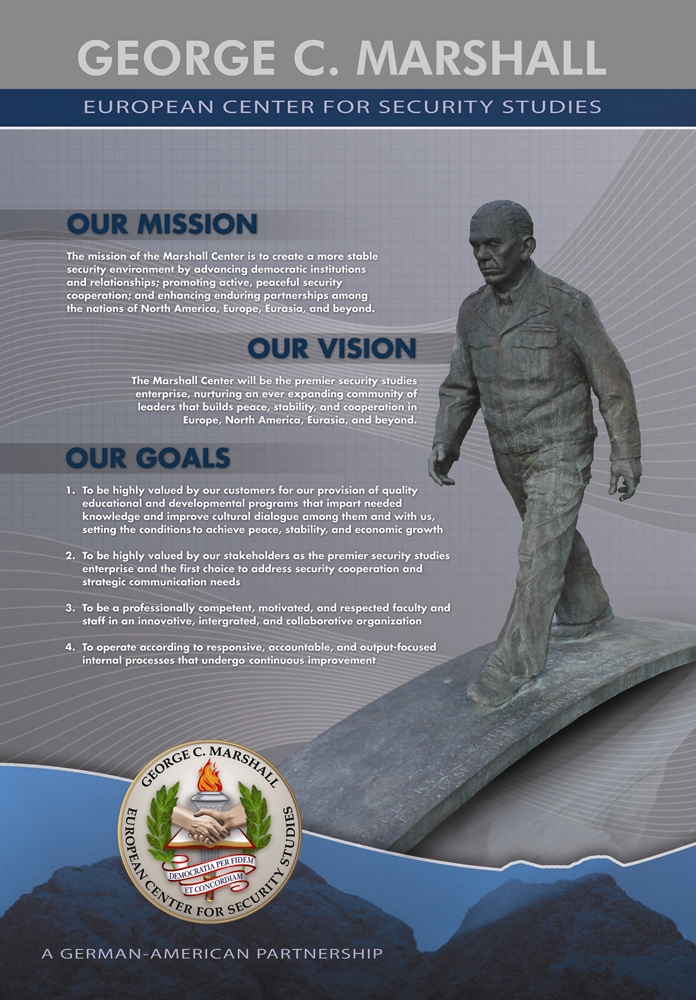 GEORGE C. MARSHALL
EUROPEAN CENTER FOR SECURITY STUDIES
OUR MISSION
The mission of the Marshall Center is to create a more stable
security environment by advancing democratic institutions
and relationships; promoting active, peaceful security
cooperation; and enhancing enduring partnerships among
the nations of North America, Europe, Eurasia, and beyond.
OUR VISION
The Marshall Center will be the premier security studies
enterprise, nurturing an ever expanding community of
leaders that builds peace, stability, and cooperation in
Europe, North America, Eurasia, and beyond.
OUR GOALS
1. To be highly valued by our customers for our provision of quality
educational and developmental programs that impart needed
knowledge and improve cultural dialogue among them and with us,
setting the conditions to achieve peace, stability, and economic growth
2. To be highly valued by our stakeholders as the premier security studies
enterprise and the first choice to address security cooperation and
strategic communication needs
3. To be a professionally competent, motivated, and respected faculty and
staff in an innovative, intergrated, and collaborative organization
4. To operate according to responsive, accountable, and output-focused
internal processes that undergo continuous improvement
GEORGE C. MARSHALL
EUROPEAN CENTER FOR SECURITY STUDIES
DEMOCRATIA PER FIDEM
ET CONCORDIAM
A GERMAN-AMERICAN PARTNERSHIP